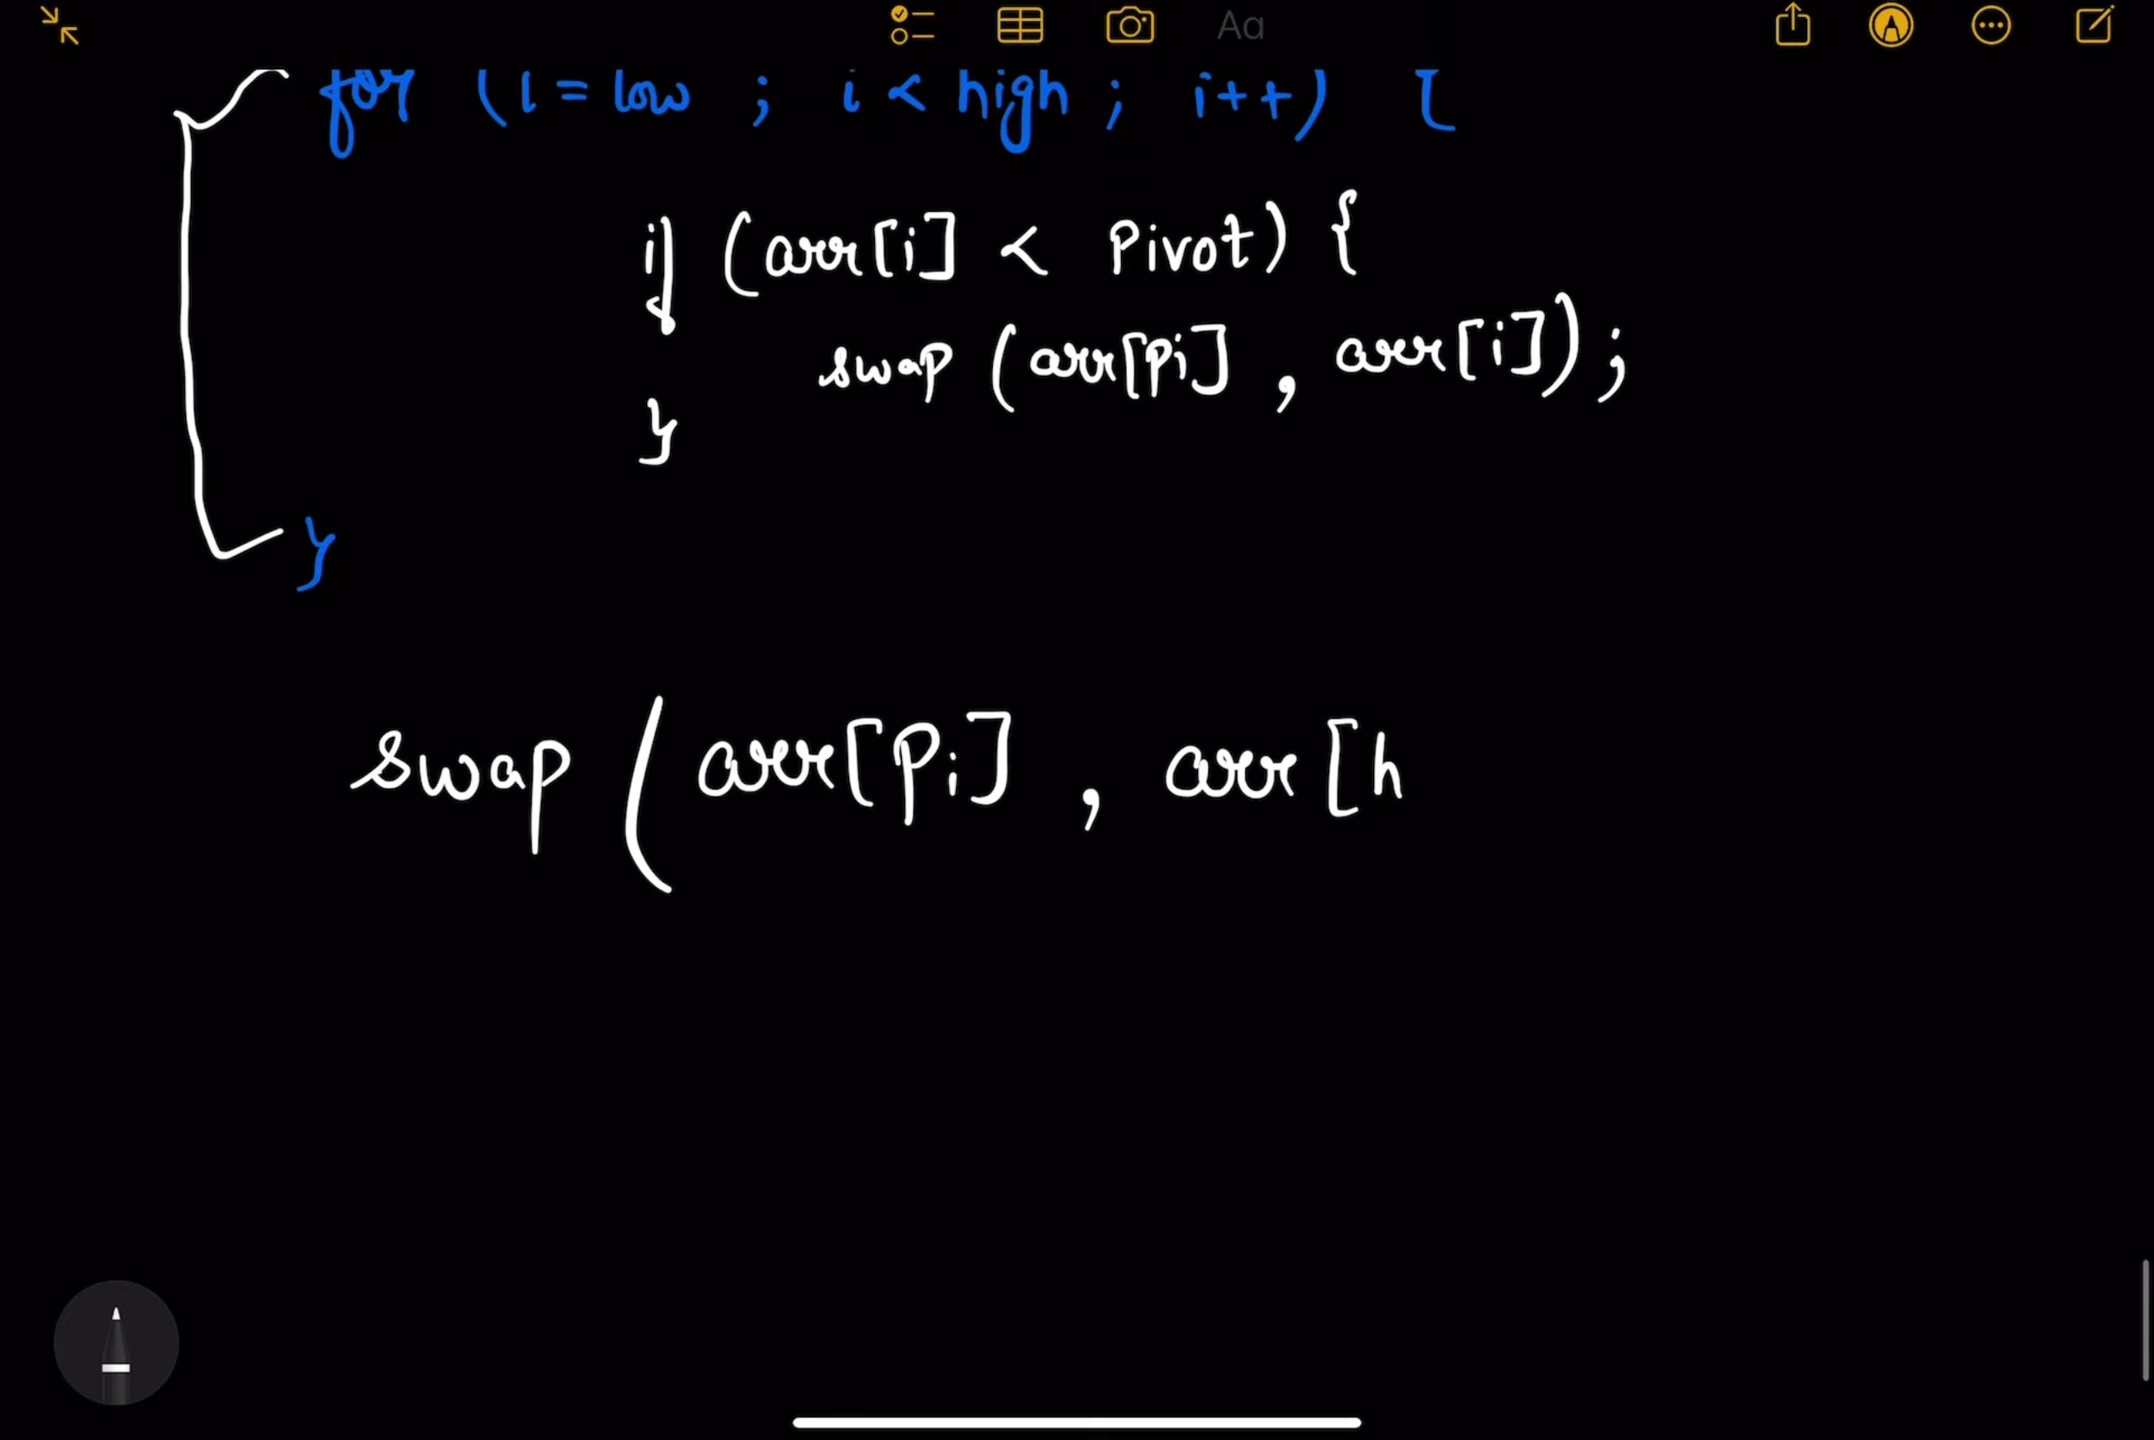 Aa
for (i = low ; i < high ; i++) {
if (arr[i] < Pivot) {
swap (arr[pi] , arr[i]) ;
}
}
swap ( arr[pi] , arr [h